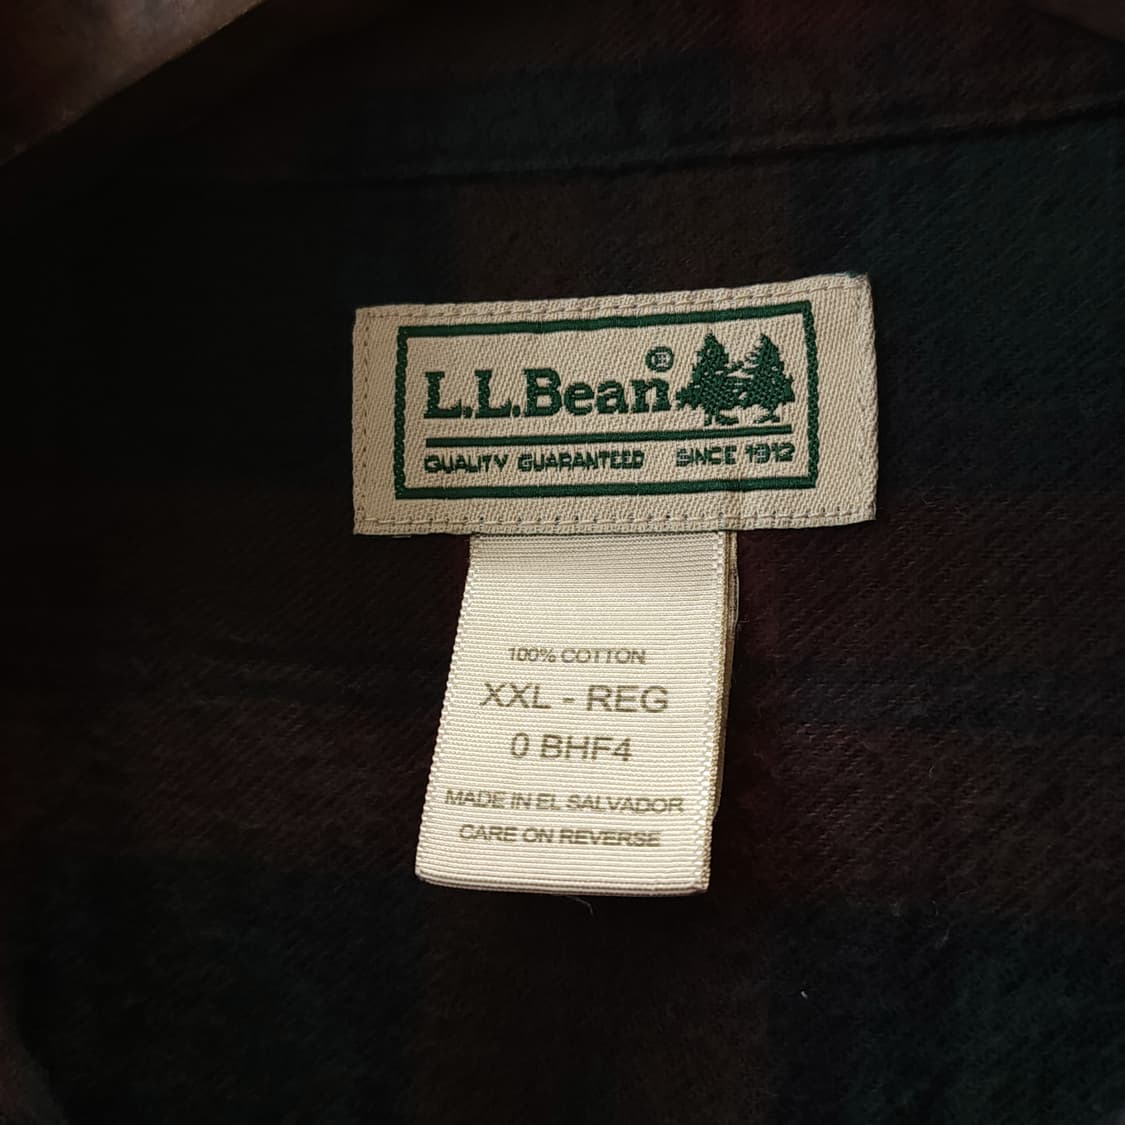 L.L.Bean®
QUALITY GUARANTEED SINCE 1912
100% COTTON
XXL - REG
0 BHF4
MADE IN EL SALVADOR
CARE ON REVERSE